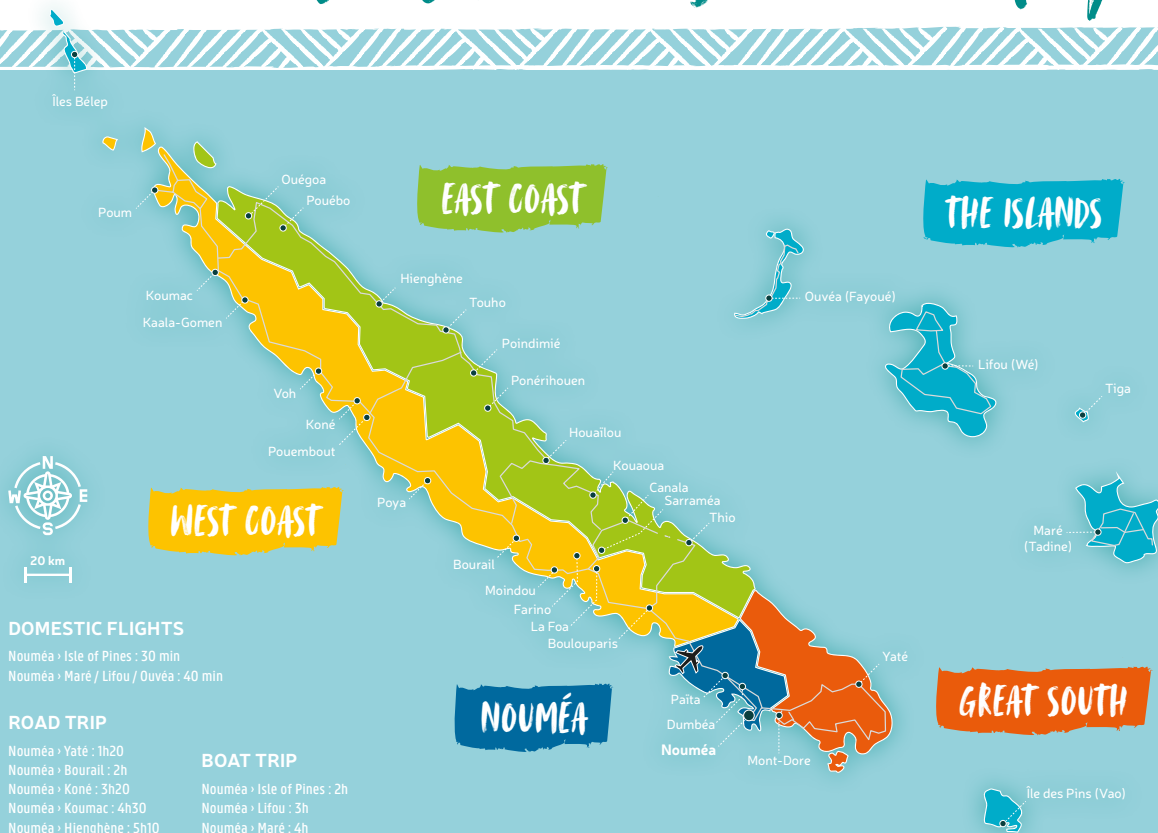 Îles Bélep
EAST COAST
THE ISLANDS
Ouégoa
Pouébo
Poum
Hienghène
Koumac
Touho
Ouvéa (Fayoué)
Kaala-Gomen
Poindimié
Lifou (Wé)
Ponérihouen
Tiga
Voh
Koné
Houaïlou
Pouembout
Kouaoua
N
W
E
S
Canala
Sarraméa
Poya
Thio
WEST COAST
Maré
(Tadine)
20 km
Bourail
Moindou
Farino
La Foa
Boulouparis
DOMESTIC FLIGHTS
Nouméa › Isle of Pines : 30 min
Nouméa › Maré / Lifou / Ouvéa : 40 min
Yaté
GREAT SOUTH
NOUMÉA
Païta
Dumbéa
Nouméa
Mont-Dore
ROAD TRIP
Nouméa › Yaté : 1h20
Nouméa › Bourail : 2h
Nouméa › Koné : 3h20
Nouméa › Koumac : 4h30
Nouméa › Hienghène : 5h10
BOAT TRIP
Nouméa › Isle of Pines : 2h
Nouméa › Lifou : 3h
Nouméa › Maré : 4h
Île des Pins (Vao)